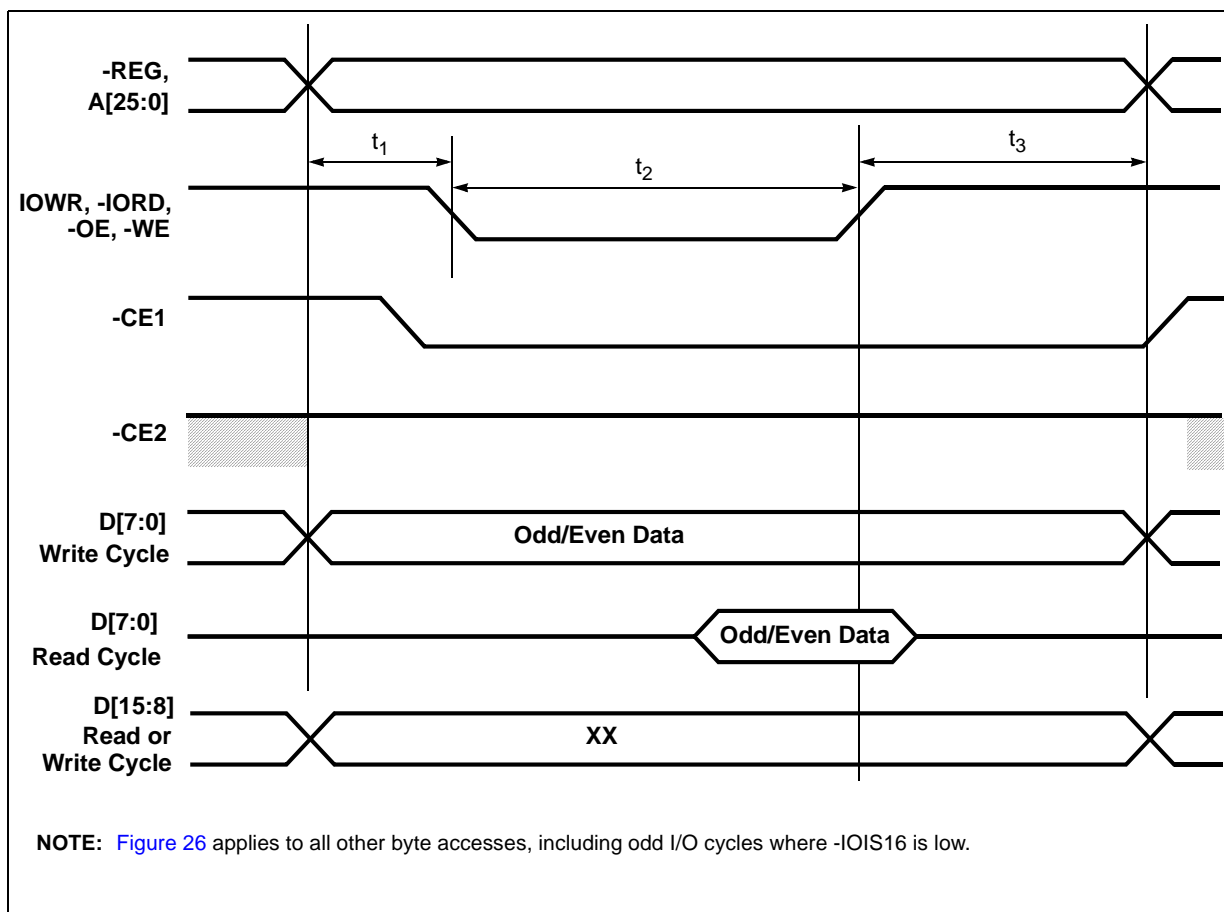 -REG,
A[25:0]
t1
t2
t3
IOWR, -IORD,
-OE, -WE
-CE1
-CE2
D[7:0]
Write Cycle
Odd/Even Data
D[7:0]
Read Cycle
Odd/Even Data
D[15:8]
Read or
Write Cycle
XX
NOTE: Figure 26 applies to all other byte accesses, including odd I/O cycles where -IOIS16 is low.